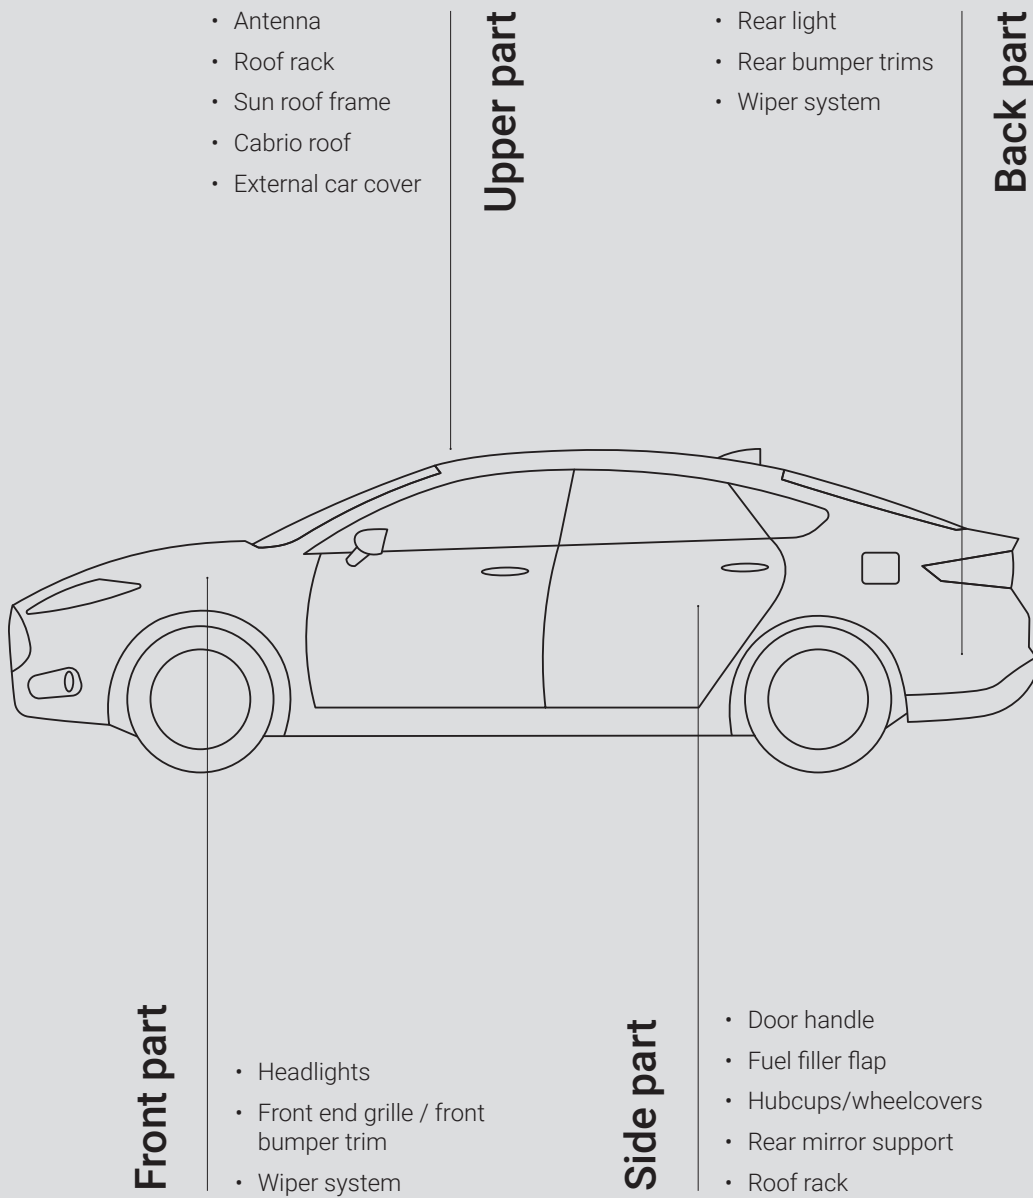 • Antenna
• Roof rack
• Sun roof frame
• Cabrio roof
• External car cover
Upper part
• Rear light
• Rear bumper trims
• Wiper system
Back part
Front part
• Headlights
• Front end grille / front
bumper trim
• Wiper system
Side part
• Door handle
• Fuel filler flap
• Hubcups/wheelcovers
• Rear mirror support
• Roof rack